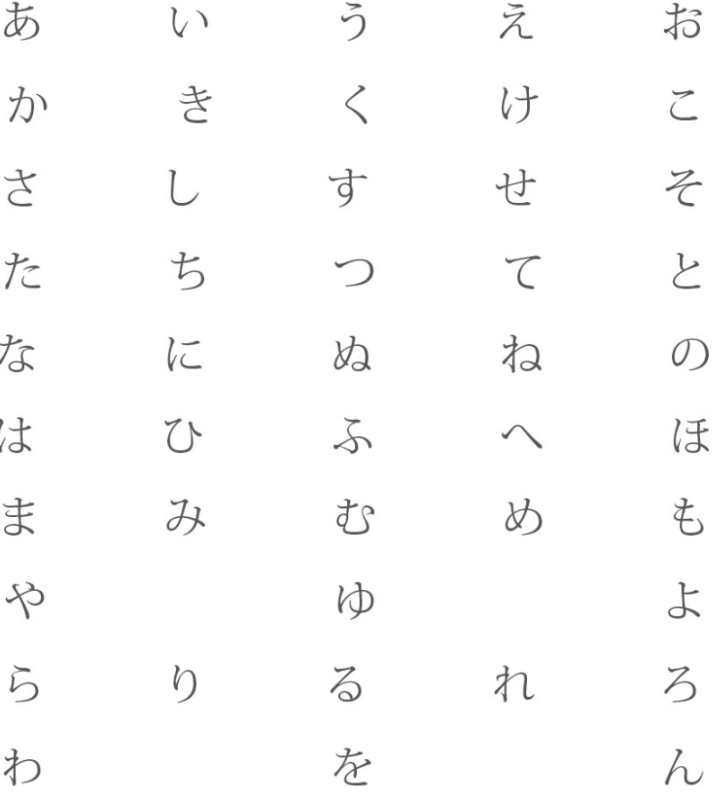 あ い う え お
か き く け こ
さ し す せ そ
た ち つ て と
な に ぬ ね の
は ひ ふ へ ほ
ま み む め も
や ゆ よ
ら り る れ ろ
わ を ん